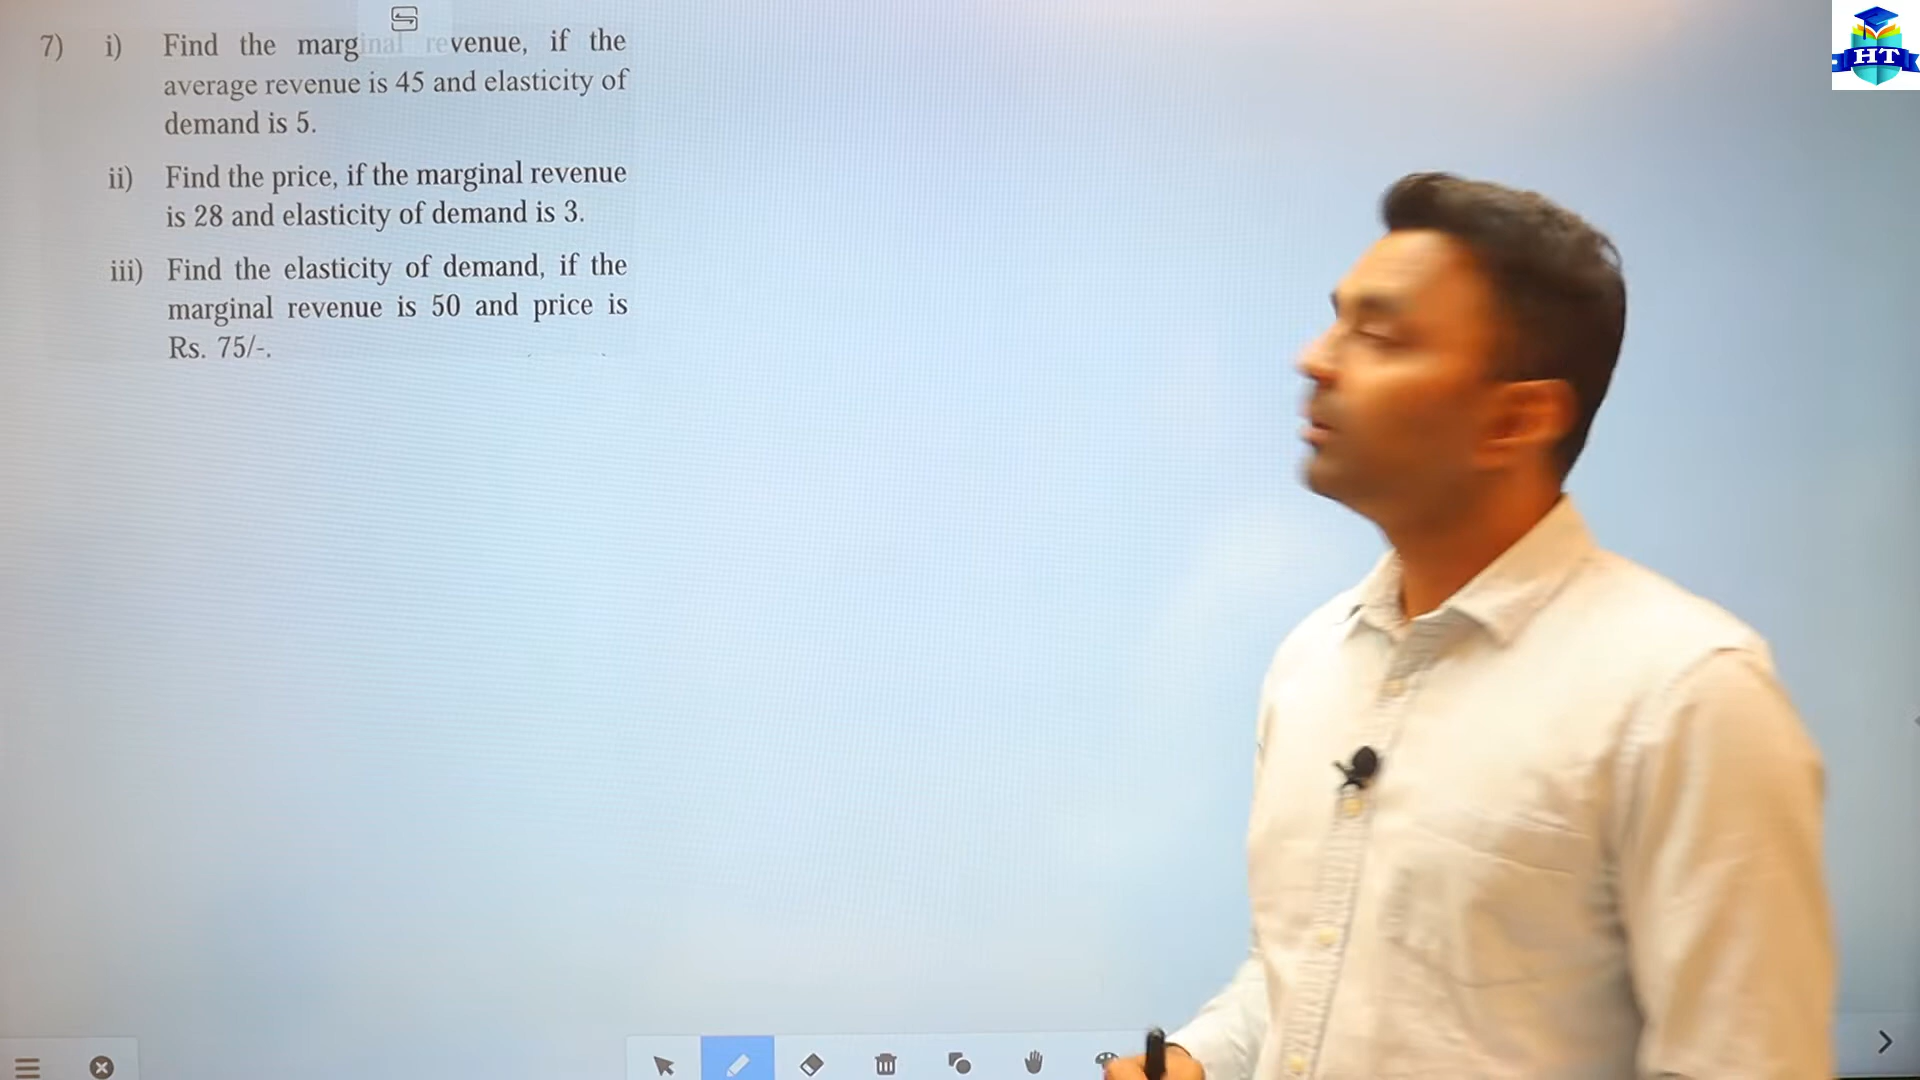 7) i) Find the marginal revenue, if the
average revenue is 45 and elasticity of
demand is 5.
ii) Find the price, if the marginal revenue
is 28 and elasticity of demand is 3.
iii) Find the elasticity of demand, if the
marginal revenue is 50 and price is
Rs. 75/-.
HT